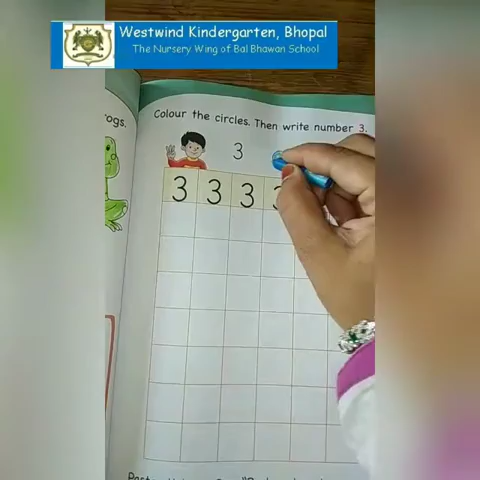 Westwind Kindergarten, Bhopal
The Nursery Wing of Bal Bhawan School
Colour the circles. Then write number 3.
3
3 3 3